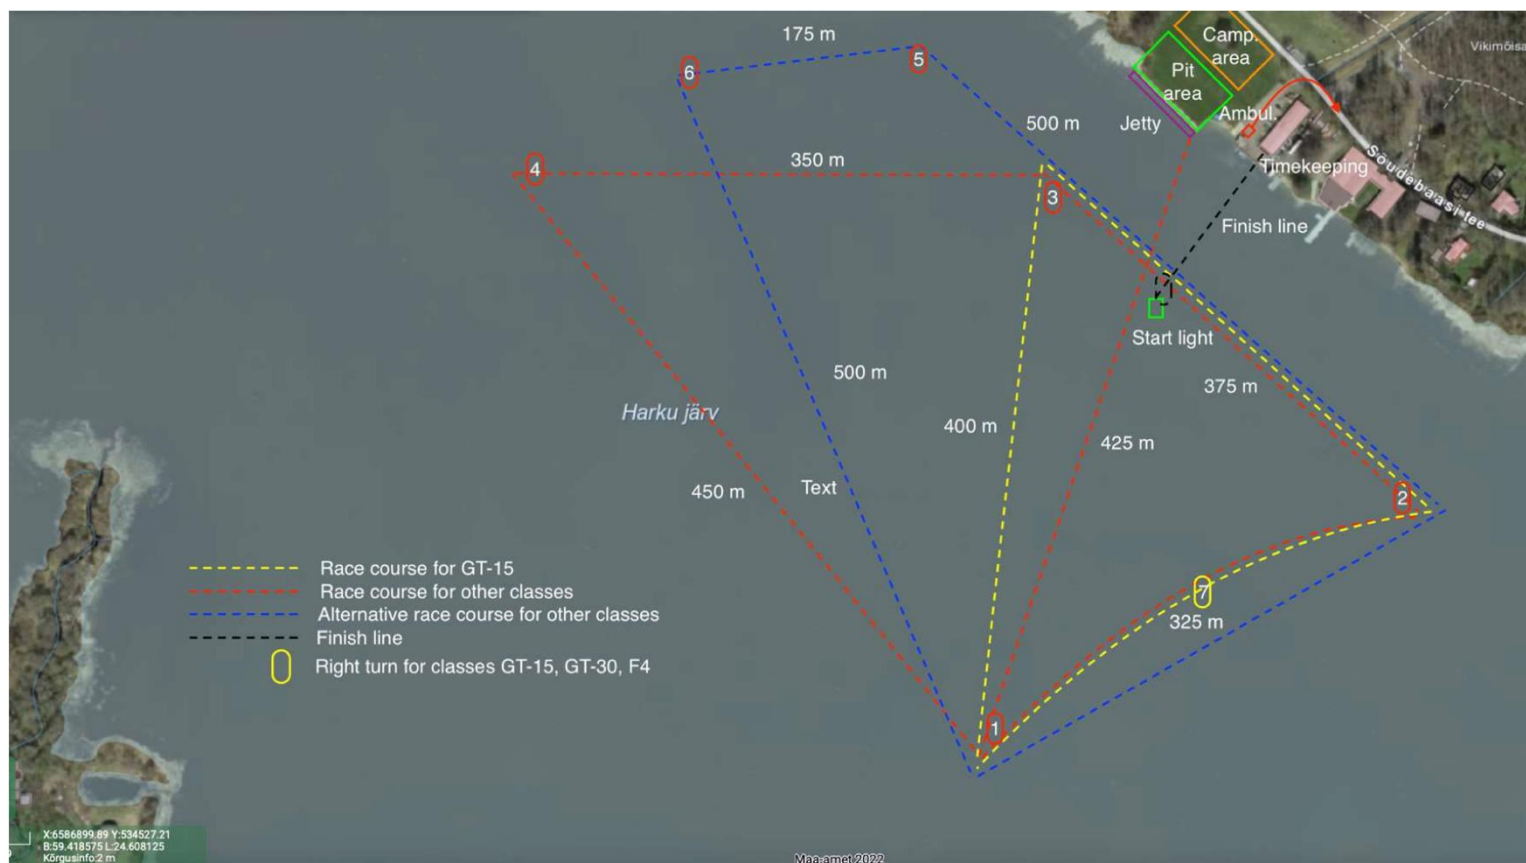 175 m
6
5
Camp.
area
Pit
area
Vikimõisa
500 m
Jetty
Ambul.
4
350 m
3
Timekeeping
Sõudebaasi tee
Finish line
Start light
500 m
375 m
Harku järv
400 m
425 m
450 m
Text
2
7
325 m
1
Race course for GT-15
Race course for other classes
Alternative race course for other classes
Finish line
Right turn for classes GT-15, GT-30, F4
X:6586899.89 Y:534527.21
B:59.418575 L:24.608125
Kõrgusinfo:2 m
Maa-amet 2022